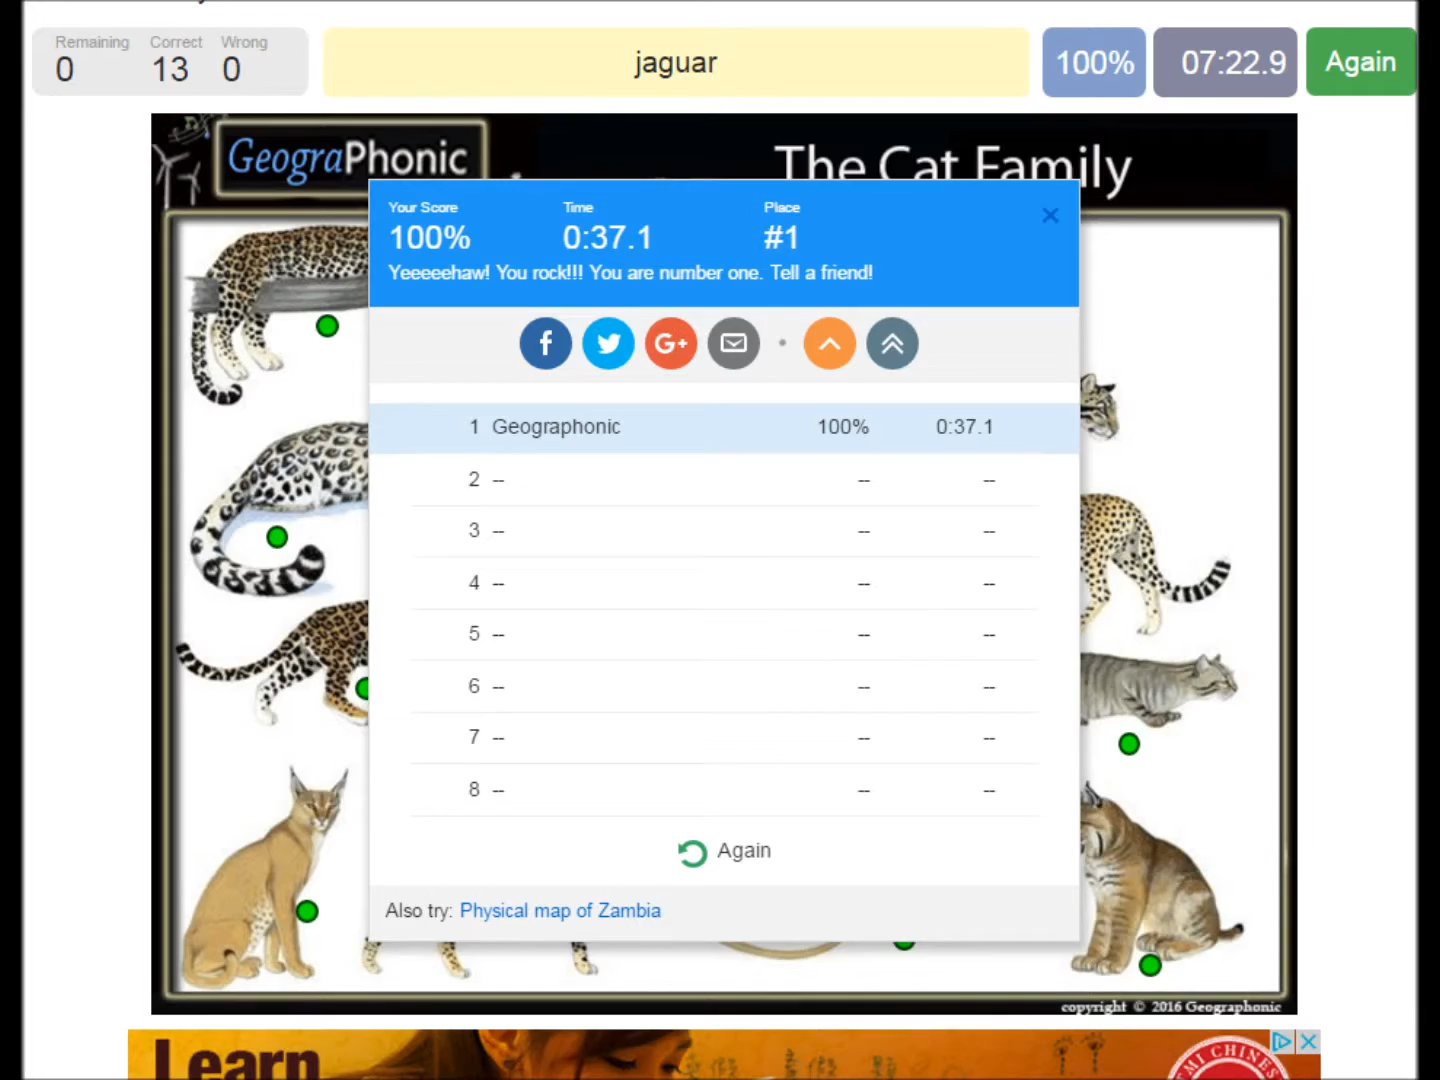 Remaining Correct Wrong
0 13 0
jaguar
100%
07:22.9
Again
GeograPhonic
The Cat Family
Your Score Time Place
100% 0:37.1 #1
Yeeeeehaw! You rock!!! You are number one. Tell a friend!
f G+
1 Geographonic 100% 0:37.1
2 -- -- --
3 -- -- --
4 -- -- --
5 -- -- --
6 -- -- --
7 -- -- --
8 -- -- --
Again
Also try: Physical map of Zambia
copyright © 2016 Geographonic
Learn
MI CHINES